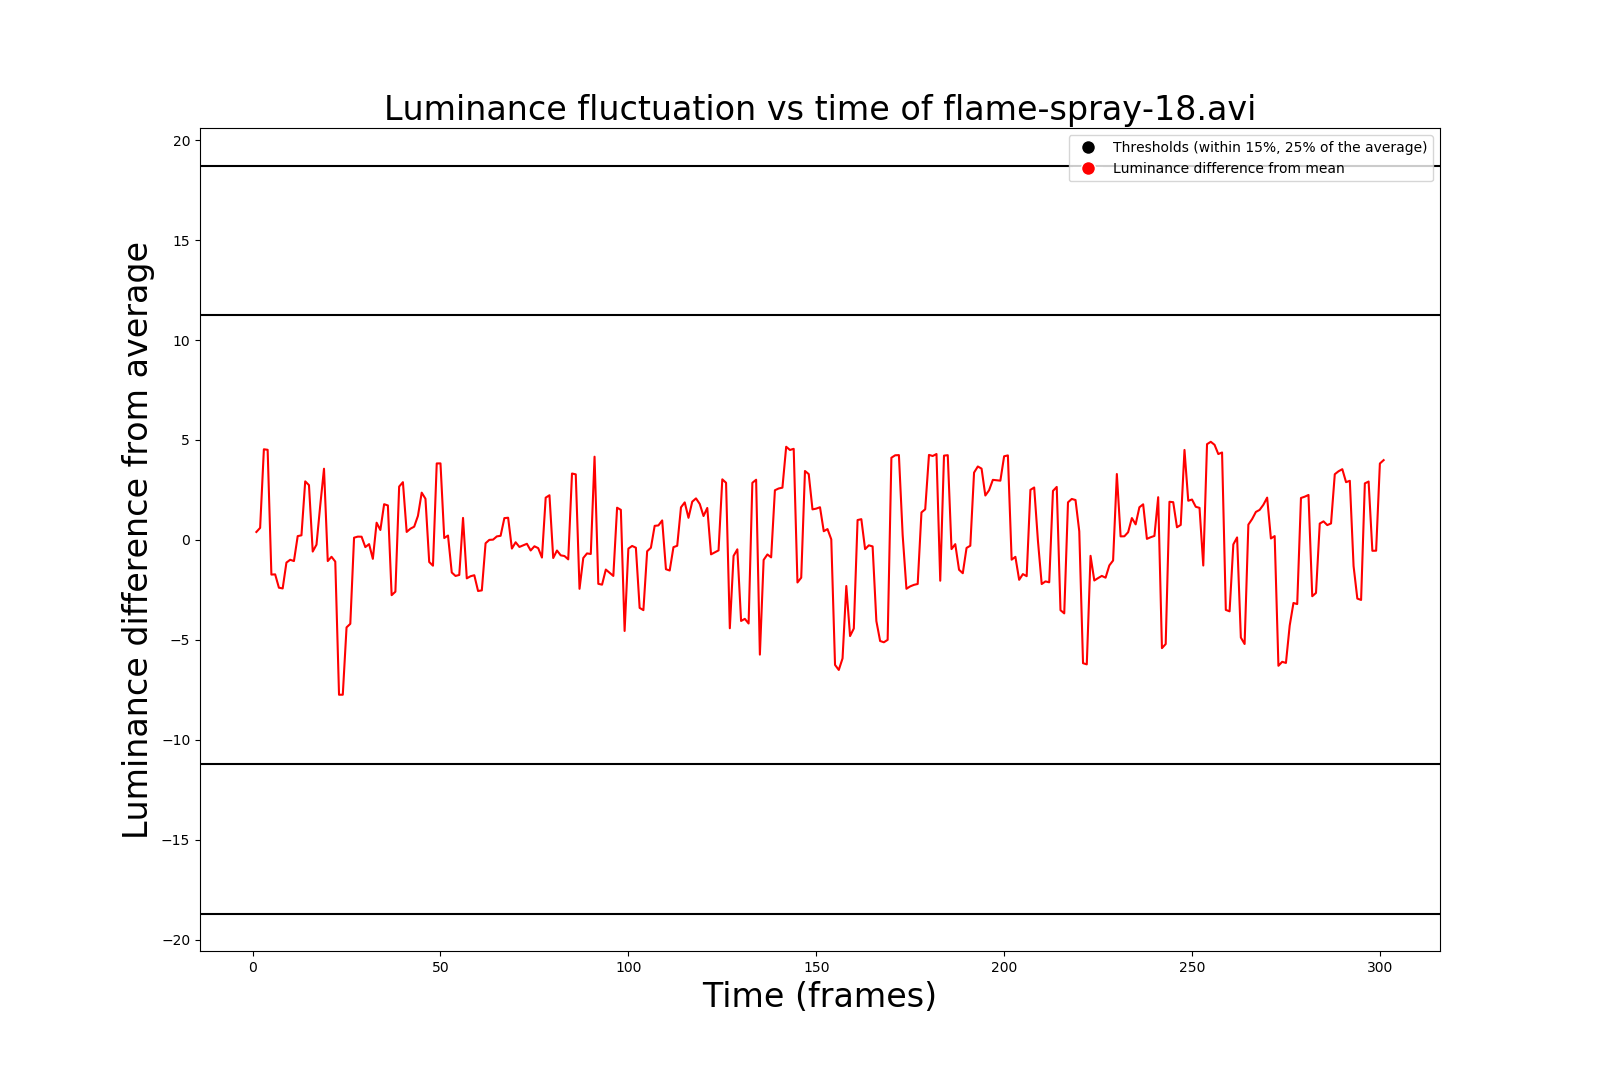 Luminance fluctuation vs time of flame-spray-18.avi
Thresholds (within 15%, 25% of the average)
Luminance difference from mean
Luminance difference from average
20
15
10
5
0
−5
−10
−15
−20
0 50 100 150 200 250 300
Time (frames)